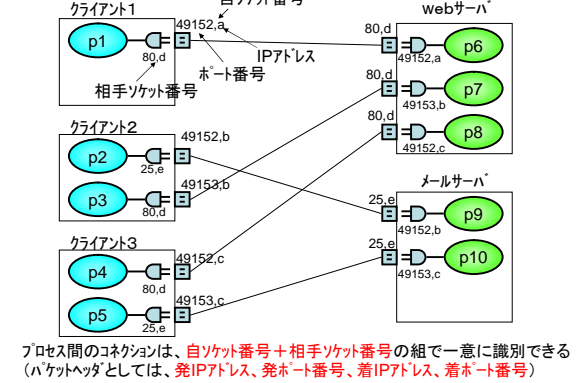 自ソケット番号
クライアント1
webサーバ
p1
49152,a
80,d
IPアドレス
ポート番号
80,d
相手ソケット番号
49152,a
p6
80,d
49153,b
p7
80,d
49152,c
p8
クライアント2
p2
49152,b
25,e
p3
49153,b
80,d
メールサーバ
25,e
49152,b
p9
25,e
49153,c
p10
クライアント3
p4
49152,c
80,d
p5
49153,c
25,e
プロセス間のコネクションは、自ソケット番号＋相手ソケット番号の組で一意に識別できる
（パケットヘッダとしては、発IPアドレス、発ポート番号、着IPアドレス、着ポート番号）